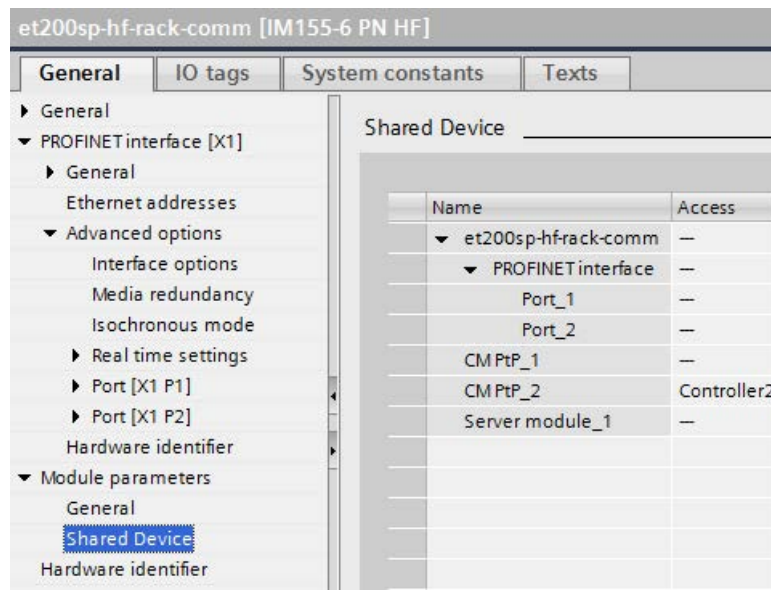 et200sp-hf-rack-comm [IM155-6 PN HF]
General IO tags System constants Texts
General
PROFINET interface [X1]
General
Ethernet addresses
Advanced options
Interface options
Media redundancy
Isochronous mode
Real time settings
Port [X1 P1]
Port [X1 P2]
Hardware identifier
Module parameters
General
Shared Device
Hardware identifier
Shared Device
Name Access
et200sp-hf-rack-comm —
PROFINET interface —
Port_1 —
Port_2 —
CM PtP_1 —
CM PtP_2 Controller2
Server module_1 —